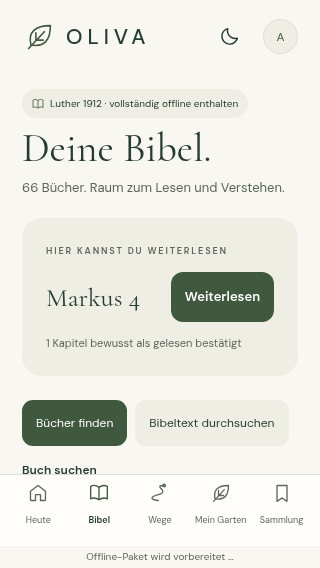 OLIVA
A
Luther 1912 · vollständig offline enthalten
Deine Bibel.
66 Bücher. Raum zum Lesen und Verstehen.
HIER KANNST DU WEITERLESEN
Markus 4
Weiterlesen
1 Kapitel bewusst als gelesen bestätigt
Bücher finden
Bibeltext durchsuchen
Buch suchen
Heute
Bibel
Wege
Mein Garten
Sammlung
Offline-Paket wird vorbereitet …